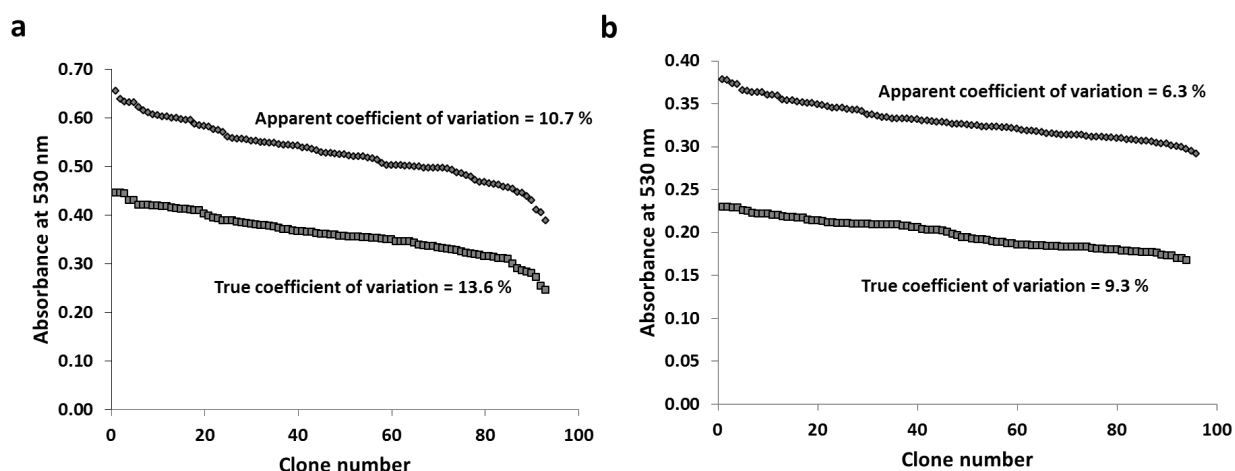 a
0.70
0.60
0.50
0.40
0.30
0.20
0.10
0.00
Absorbance at 530 nm
Apparent coefficient of variation = 10.7 %
True coefficient of variation = 13.6 %
0 20 40 60 80 100
Clone number
b
0.40
0.35
0.30
0.25
0.20
0.15
0.10
0.05
0.00
Absorbance at 530 nm
Apparent coefficient of variation = 6.3 %
True coefficient of variation = 9.3 %
0 20 40 60 80 100
Clone number